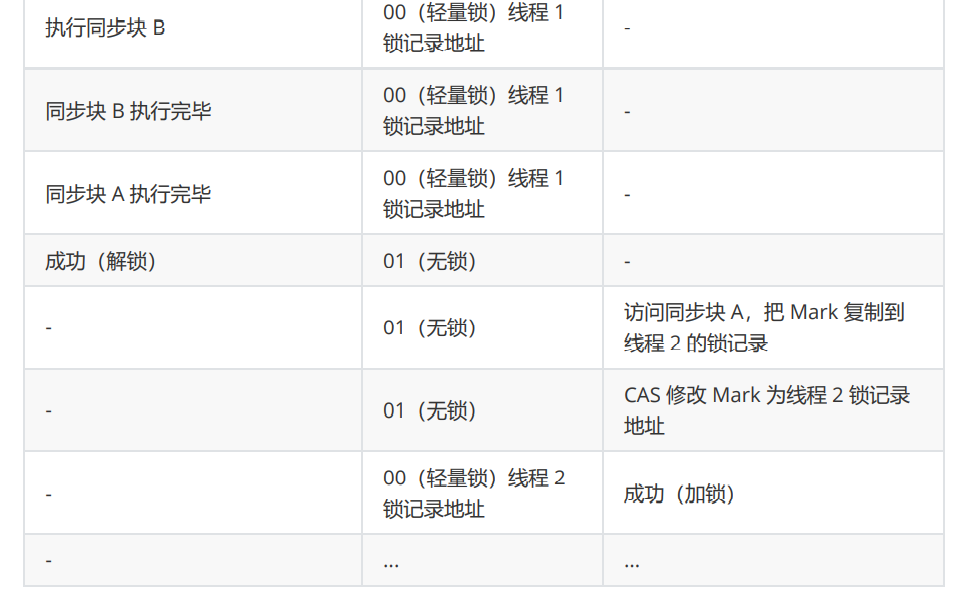 执行同步块 B
00（轻量锁）线程 1
锁记录地址
-
同步块 B 执行完毕
00（轻量锁）线程 1
锁记录地址
-
同步块 A 执行完毕
00（轻量锁）线程 1
锁记录地址
-
成功（解锁）
01（无锁）
-
-
01（无锁）
访问同步块 A，把 Mark 复制到
线程 2 的锁记录
-
01（无锁）
CAS 修改 Mark 为线程 2 锁记录
地址
-
00（轻量锁）线程 2
锁记录地址
成功（加锁）
-
...
...